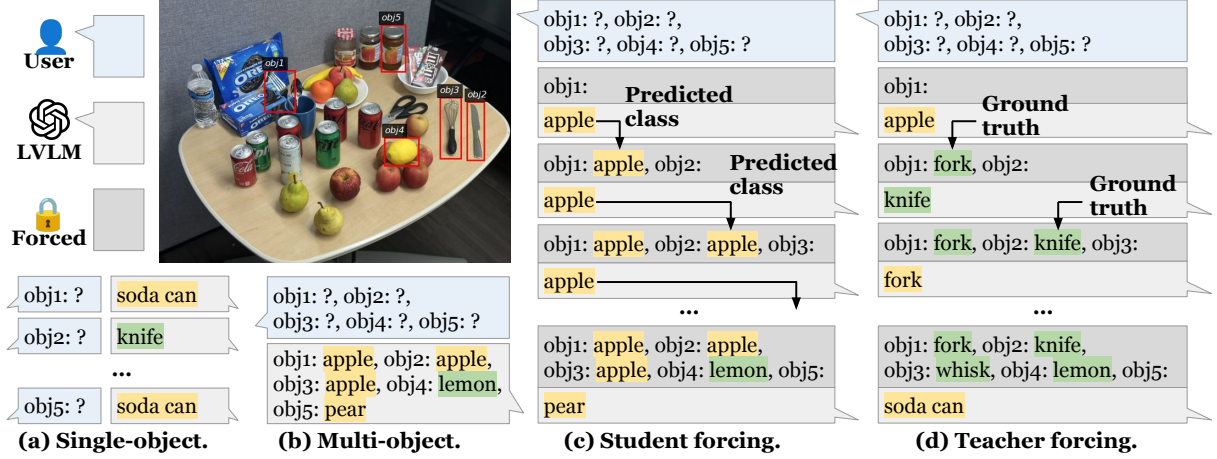 User
LVLM
Forced
obj5
obj1
obj3
obj2
obj4
OREO
obj1: ?
soda can
obj2: ?
knife
...
obj5: ?
soda can
(a) Single-object.
obj1: ?, obj2: ?,
obj3: ?, obj4: ?, obj5: ?
obj1: apple, obj2: apple,
obj3: apple, obj4: lemon,
obj5: pear
(b) Multi-object.
obj1: ?, obj2: ?,
obj3: ?, obj4: ?, obj5: ?
obj1:
apple
Predicted
class
obj1: apple, obj2:
apple
Predicted
class
obj1: apple, obj2: apple, obj3:
apple
...
obj1: apple, obj2: apple,
obj3: apple, obj4: lemon, obj5:
pear
(c) Student forcing.
obj1: ?, obj2: ?,
obj3: ?, obj4: ?, obj5: ?
obj1:
apple
Ground
truth
obj1: fork, obj2:
knife
Ground
truth
obj1: fork, obj2: knife, obj3:
fork
...
obj1: fork, obj2: knife,
obj3: whisk, obj4: lemon, obj5:
soda can
(d) Teacher forcing.